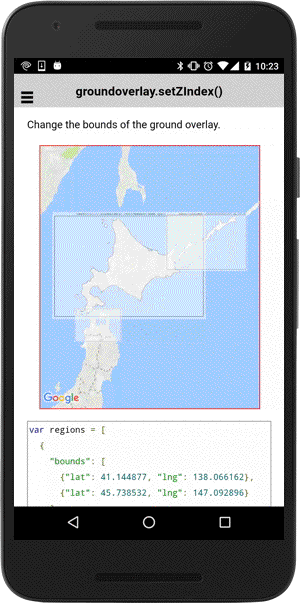 10:23
groundoverlay.setZIndex()
Change the bounds of the ground overlay.
Google
var regions = [
{
"bounds": [
{"lat": 41.144877, "lng": 138.066162},
{"lat": 45.738532, "lng": 147.092896}